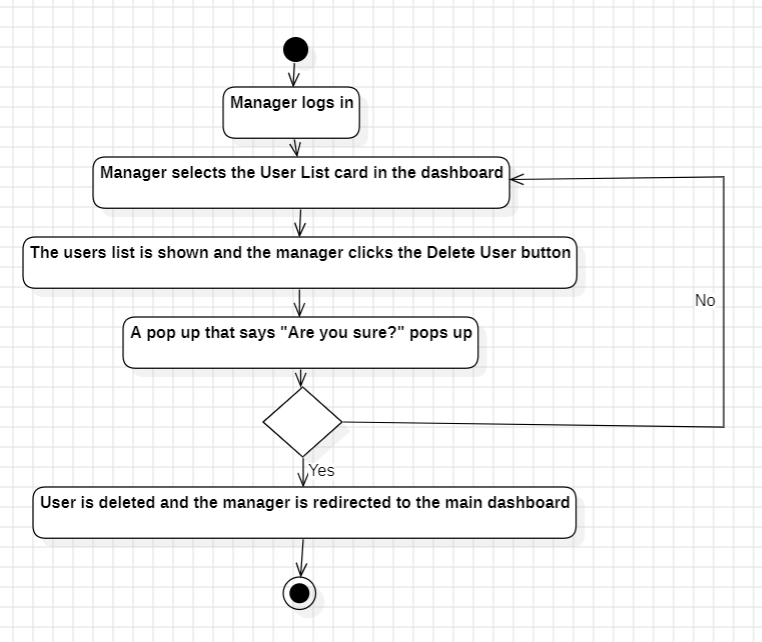 Manager logs in
Manager selects the User List card in the dashboard
The users list is shown and the manager clicks the Delete User button
No
A pop up that says "Are you sure?" pops up
Yes
User is deleted and the manager is redirected to the main dashboard